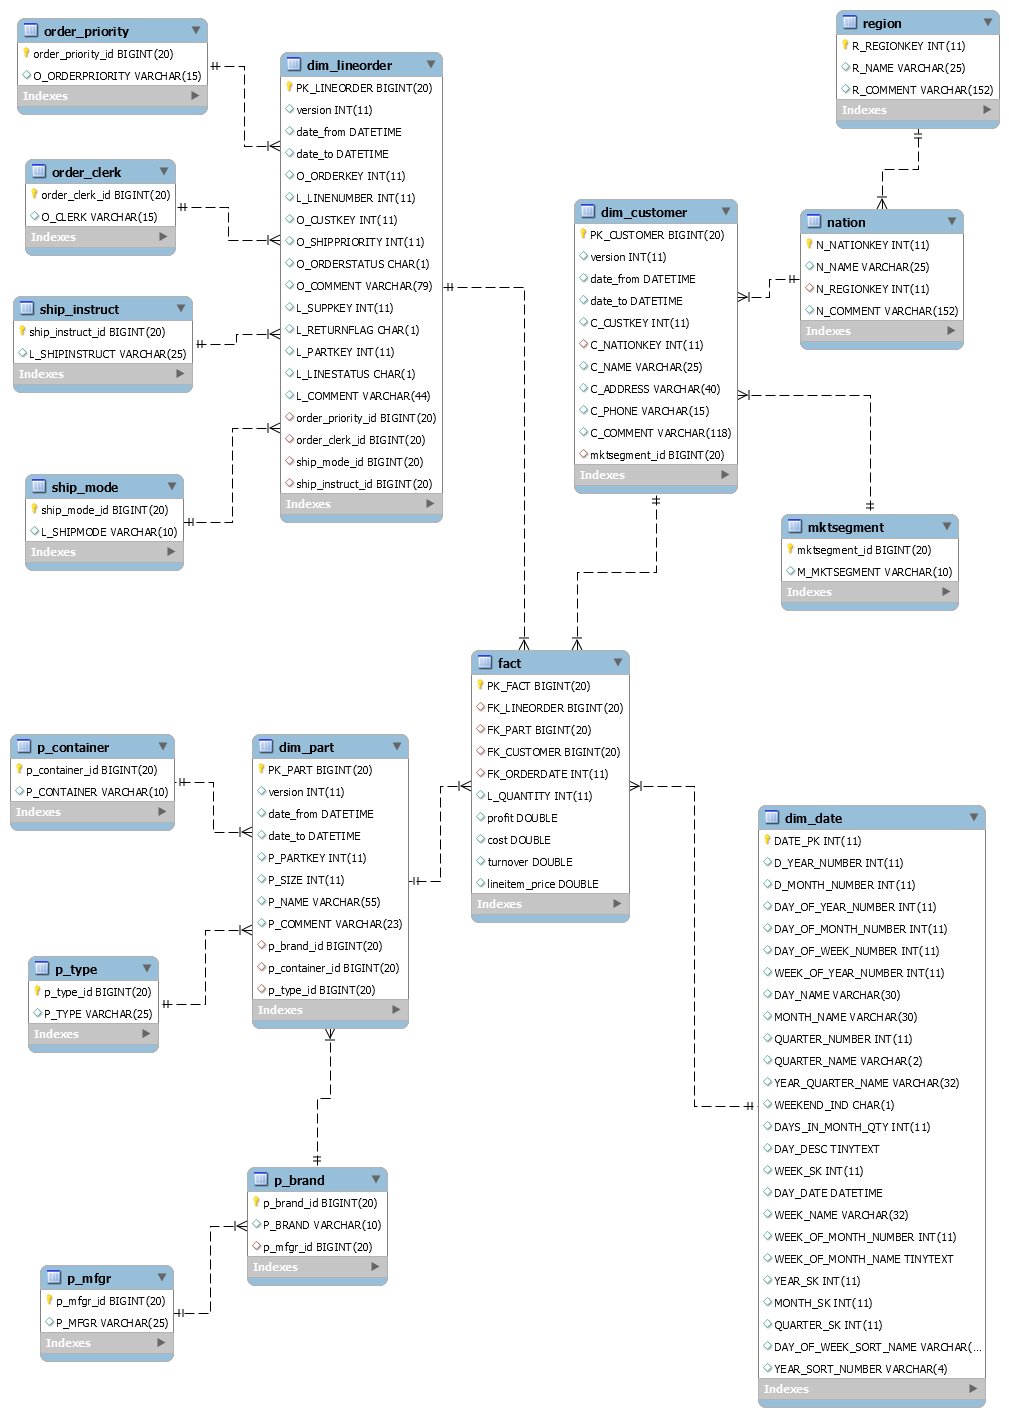 order_priority
order_priority_id BIGINT(20)
O_ORDERPRIORITY VARCHAR(15)
Indexes
order_clerk
order_clerk_id BIGINT(20)
O_CLERK VARCHAR(15)
Indexes
ship_instruct
ship_instruct_id BIGINT(20)
L_SHIPINSTRUCT VARCHAR(25)
Indexes
ship_mode
ship_mode_id BIGINT(20)
L_SHIPMODE VARCHAR(10)
Indexes
dim_lineorder
PK_LINEORDER BIGINT(20)
version INT(11)
date_from DATETIME
date_to DATETIME
O_ORDERKEY INT(11)
L_LINENUMBER INT(11)
O_CUSTKEY INT(11)
O_SHIPPRIORITY INT(11)
O_ORDERSTATUS CHAR(1)
O_COMMENT VARCHAR(79)
L_SUPPKEY INT(11)
L_RETURNFLAG CHAR(1)
L_PARTKEY INT(11)
L_LINESTATUS CHAR(1)
L_COMMENT VARCHAR(44)
order_priority_id BIGINT(20)
order_clerk_id BIGINT(20)
ship_mode_id BIGINT(20)
ship_instruct_id BIGINT(20)
Indexes
region
R_REGIONKEY INT(11)
R_NAME VARCHAR(25)
R_COMMENT VARCHAR(152)
Indexes
dim_customer
PK_CUSTOMER BIGINT(20)
version INT(11)
date_from DATETIME
date_to DATETIME
C_CUSTKEY INT(11)
C_NATIONKEY INT(11)
C_NAME VARCHAR(25)
C_ADDRESS VARCHAR(40)
C_PHONE VARCHAR(15)
C_COMMENT VARCHAR(118)
mktsegment_id BIGINT(20)
Indexes
nation
N_NATIONKEY INT(11)
N_NAME VARCHAR(25)
N_REGIONKEY INT(11)
N_COMMENT VARCHAR(152)
Indexes
mktsegment
mktsegment_id BIGINT(20)
M_MKTSEGMENT VARCHAR(10)
Indexes
fact
PK_FACT BIGINT(20)
FK_LINEORDER BIGINT(20)
FK_PART BIGINT(20)
FK_CUSTOMER BIGINT(20)
FK_ORDERDATE INT(11)
L_QUANTITY INT(11)
profit DOUBLE
cost DOUBLE
turnover DOUBLE
lineitem_price DOUBLE
Indexes
p_container
p_container_id BIGINT(20)
P_CONTAINER VARCHAR(10)
Indexes
p_type
p_type_id BIGINT(20)
P_TYPE VARCHAR(25)
Indexes
dim_part
PK_PART BIGINT(20)
version INT(11)
date_from DATETIME
date_to DATETIME
P_PARTKEY INT(11)
P_SIZE INT(11)
P_NAME VARCHAR(55)
P_COMMENT VARCHAR(23)
p_brand_id BIGINT(20)
p_container_id BIGINT(20)
p_type_id BIGINT(20)
Indexes
p_brand
p_brand_id BIGINT(20)
P_BRAND VARCHAR(10)
p_mfgr_id BIGINT(20)
Indexes
p_mfgr
p_mfgr_id BIGINT(20)
P_MFGR VARCHAR(25)
Indexes
dim_date
DATE_PK INT(11)
D_YEAR_NUMBER INT(11)
D_MONTH_NUMBER INT(11)
DAY_OF_YEAR_NUMBER INT(11)
DAY_OF_MONTH_NUMBER INT(11)
DAY_OF_WEEK_NUMBER INT(11)
WEEK_OF_YEAR_NUMBER INT(11)
DAY_NAME VARCHAR(30)
MONTH_NAME VARCHAR(30)
QUARTER_NUMBER INT(11)
QUARTER_NAME VARCHAR(2)
YEAR_QUARTER_NAME VARCHAR(32)
WEEKEND_IND CHAR(1)
DAYS_IN_MONTH_QTY INT(11)
DAY_DESC TINYTEXT
WEEK_SK INT(11)
DAY_DATE DATETIME
WEEK_NAME VARCHAR(32)
WEEK_OF_MONTH_NUMBER INT(11)
WEEK_OF_MONTH_NAME TINYTEXT
YEAR_SK INT(11)
MONTH_SK INT(11)
QUARTER_SK INT(11)
DAY_OF_WEEK_SORT_NAME VARCHAR(...
YEAR_SORT_NUMBER VARCHAR(4)
Indexes